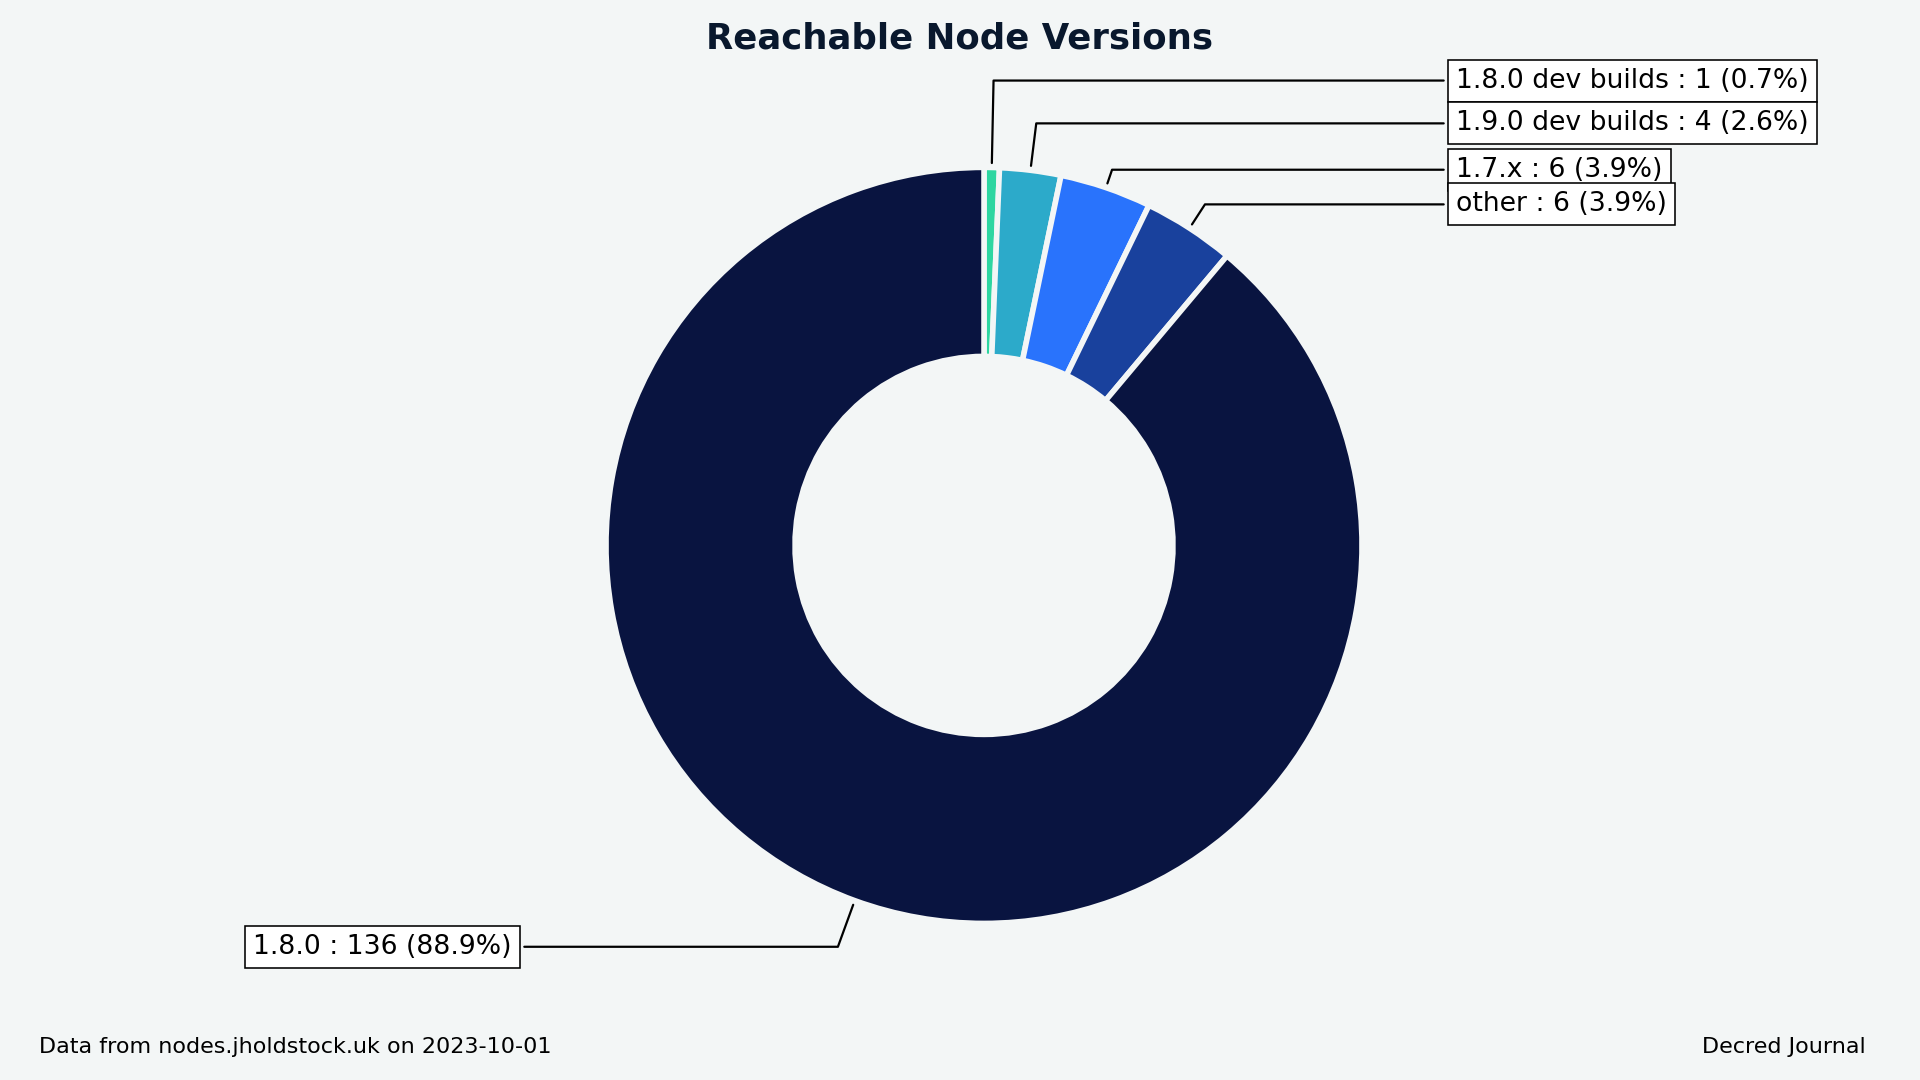 Reachable Node Versions
1.8.0 dev builds : 1 (0.7%)
1.9.0 dev builds : 4 (2.6%)
1.7.x : 6 (3.9%)
other : 6 (3.9%)
1.8.0 : 136 (88.9%)
Data from nodes.jholdstock.uk on 2023-10-01
Decred Journal